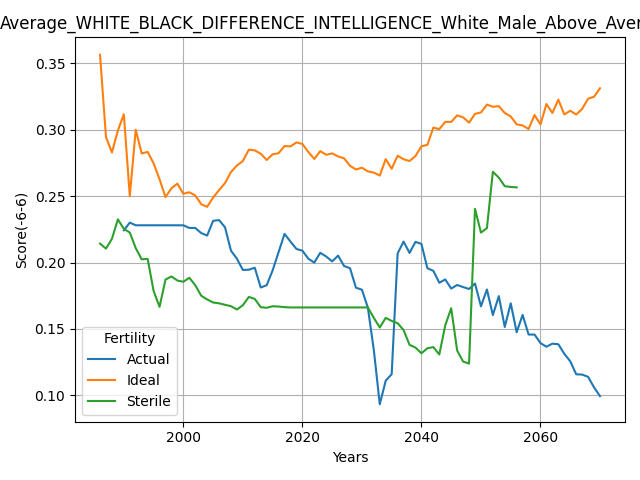 Average_WHITE_BLACK_DIFFERENCE_INTELLIGENCE_White_Male_Above_Aver
0.35
0.30
0.25
0.20
0.15
0.10
Score(-6-6)
Fertility
Actual
Ideal
Sterile
2000 2020 2040 2060
Years